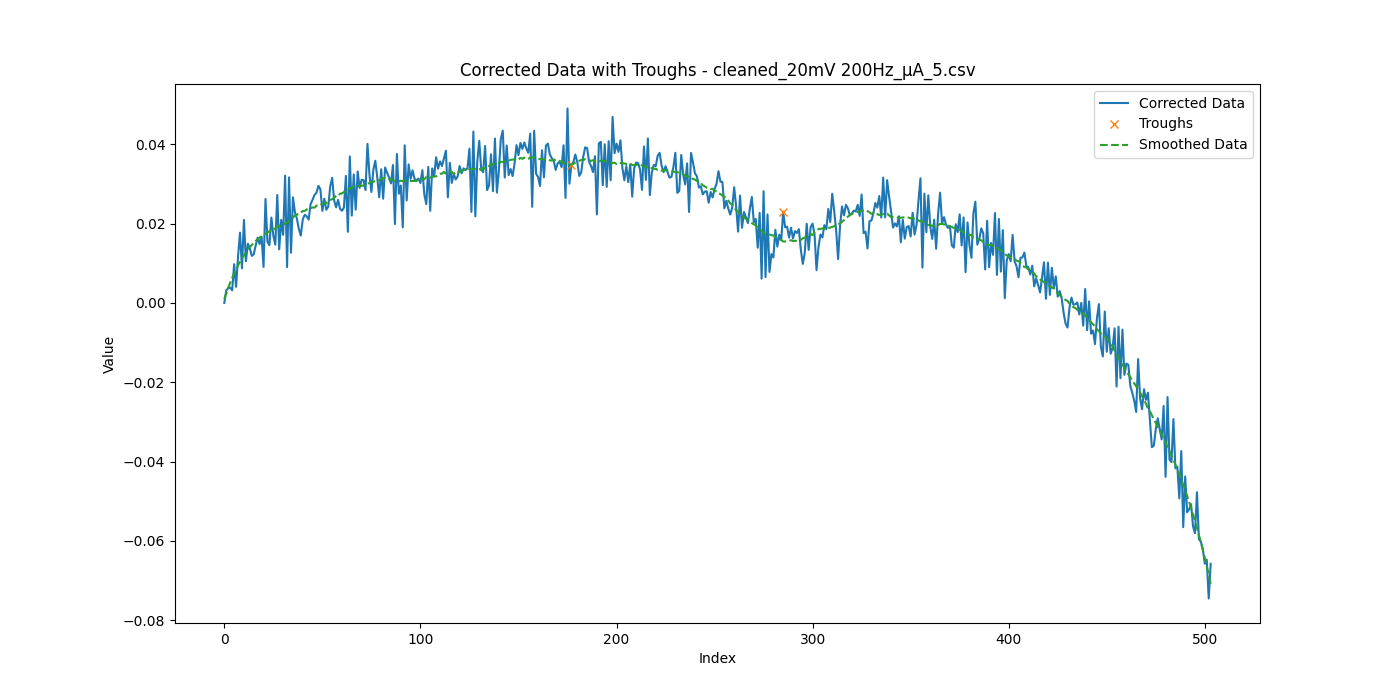 Corrected Data with Troughs - cleaned_20mV 200Hz_µA_5.csv
Corrected Data
Troughs
Smoothed Data
Value
0.04
0.02
0.00
−0.02
−0.04
−0.06
−0.08
0 100 200 300 400 500
Index